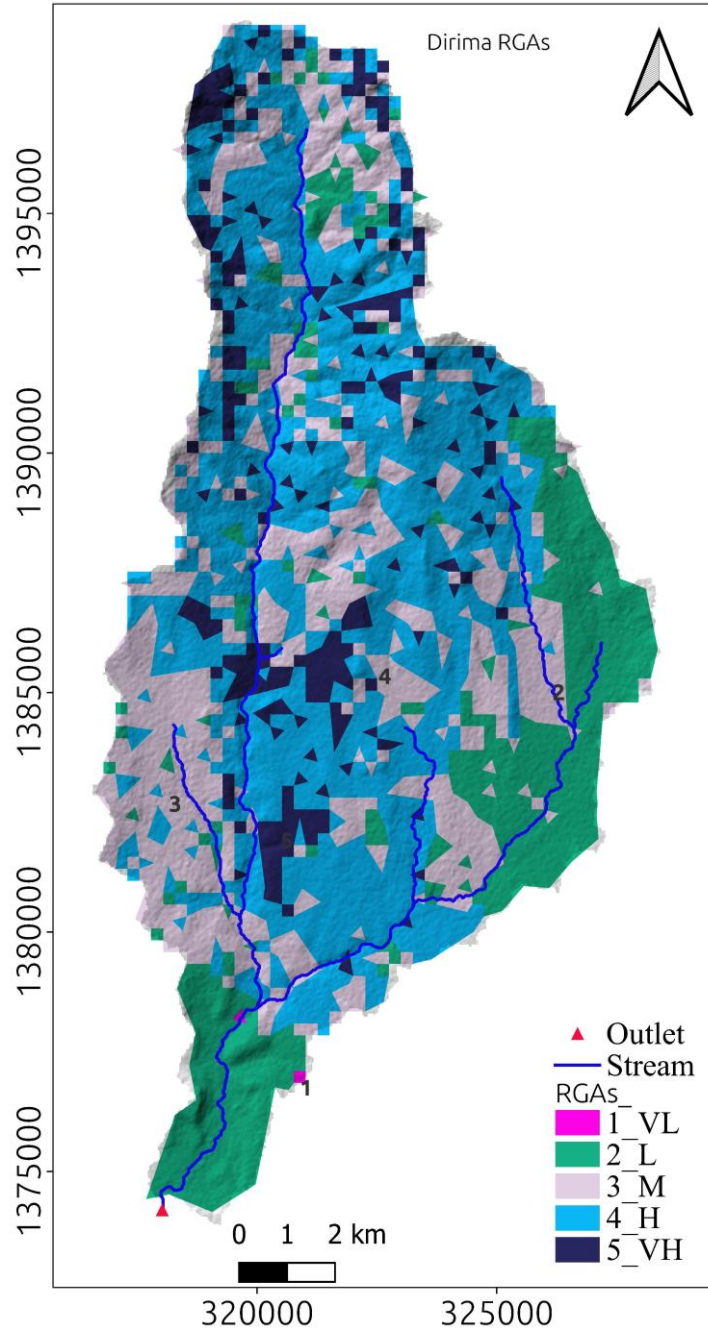 Dirima RGAs
1395000
1390000
1385000
1380000
1375000
4
2
3
5
1
Outlet
Stream
RGAs
1_VL
2_L
3_M
4_H
5_VH
0 1 2 km
320000 325000